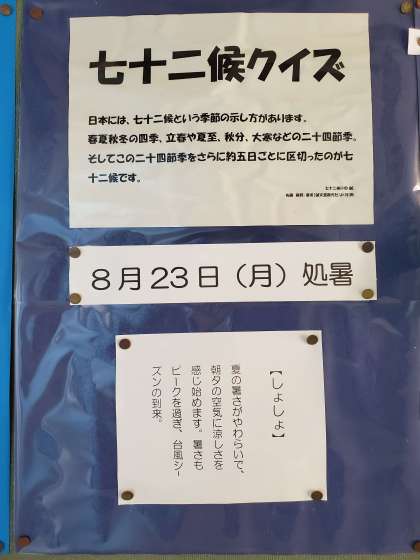 七十二候クイズ
日本には、七十二候という季節の示し方があります。
春夏秋冬の四季、立春や夏至、秋分、大寒などの二十四節季。
そしてこの二十四節季をさらに約五日ごとに区切ったのが七
十二候です。
8月23日（月）処暑
【しょしょ】
夏の暑さがやわらいで、
朝夕の空気に涼しさを
感じ始めます。暑さも
ピークを過ぎ、台風シー
ズンの到来。